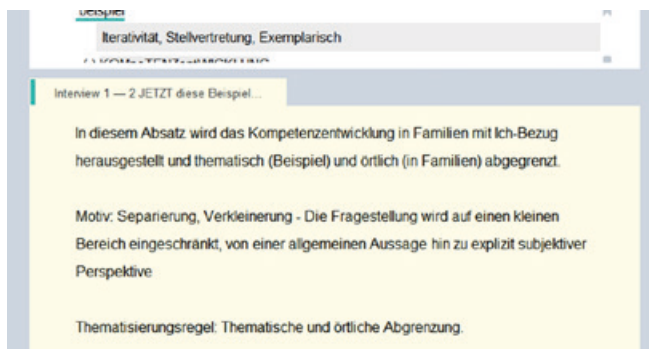 Beispiel
Iterativität, Stellvertretung, Exemplarisch
KOMpeTENZentWICKLUNG
Interview 1 — 2 JETZT diese Beispiel...
In diesem Absatz wird das Kompetenzentwicklung in Familien mit Ich-Bezug
herausgestellt und thematisch (Beispiel) und örtlich (in Familien) abgegrenzt.
Motiv: Separierung, Verkleinerung - Die Fragestellung wird auf einen kleinen
Bereich eingeschränkt, von einer allgemeinen Aussage hin zu explizit subjektiver
Perspektive
Thematisierungsregel: Thematische und örtliche Abgrenzung.